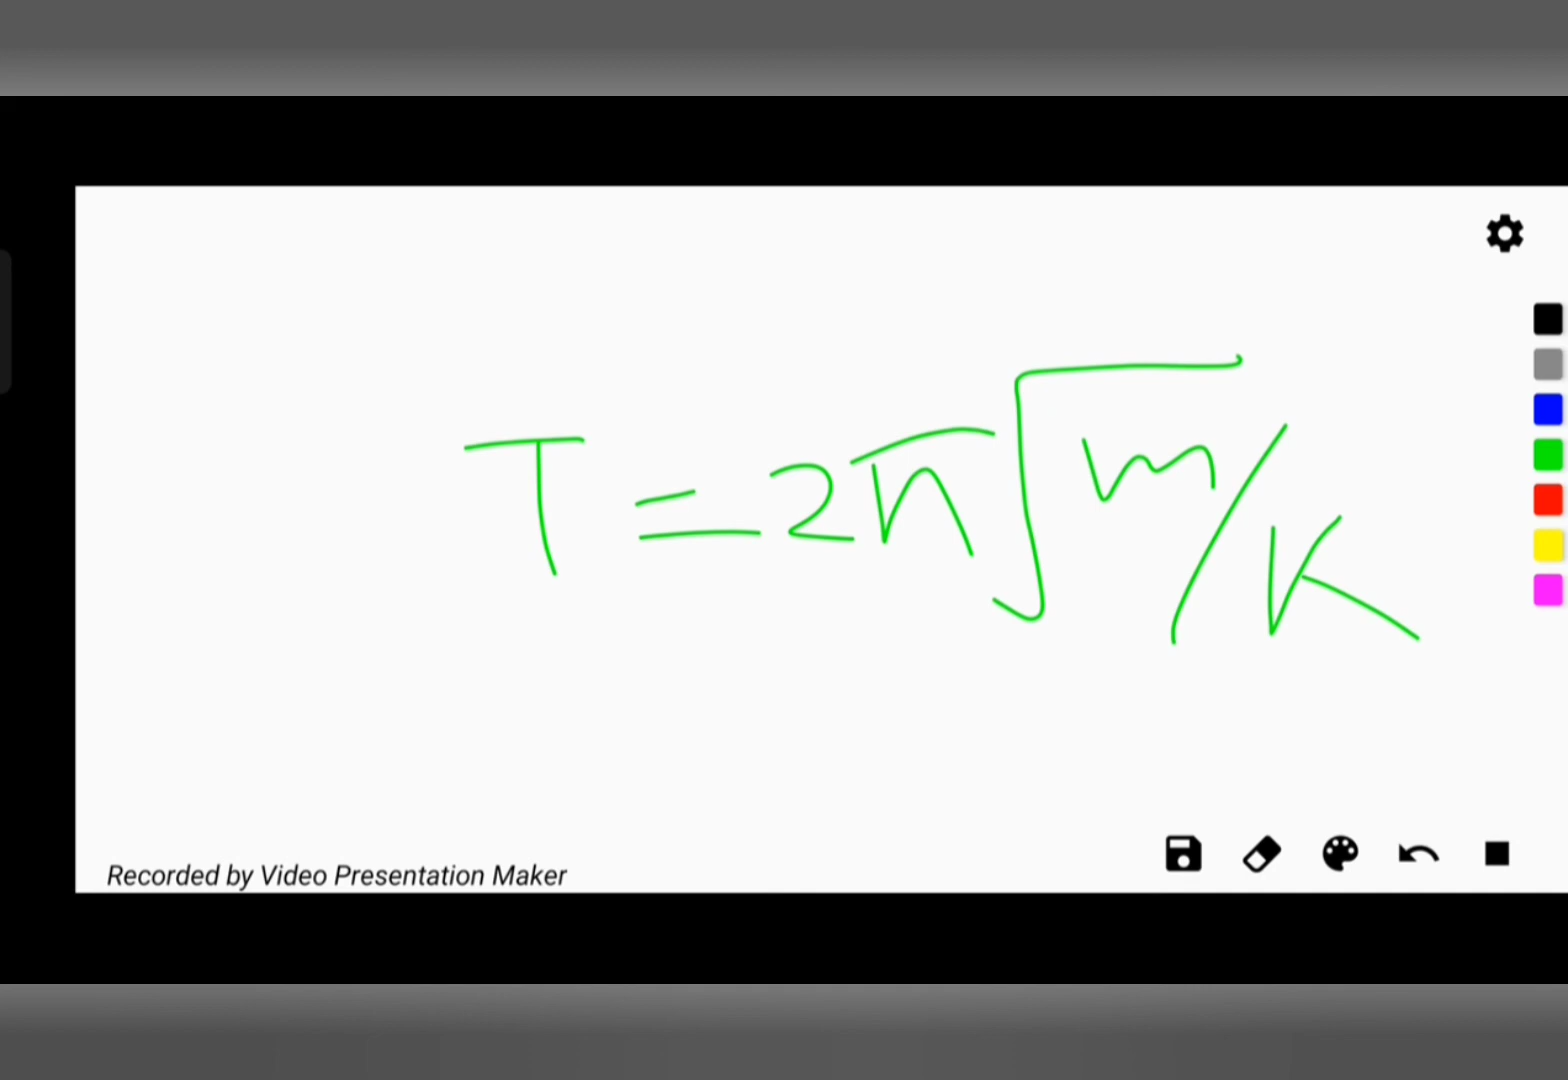 T = 2π√m/K
Recorded by Video Presentation Maker